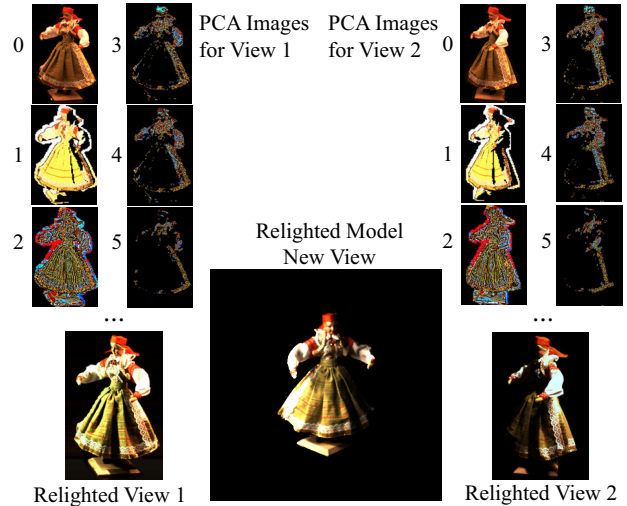 PCA Images
for View 1
0
3
1
4
2
5
...
Relighted View 1
PCA Images
for View 2
0
3
1
4
2
5
...
Relighted View 2
Relighted Model
New View